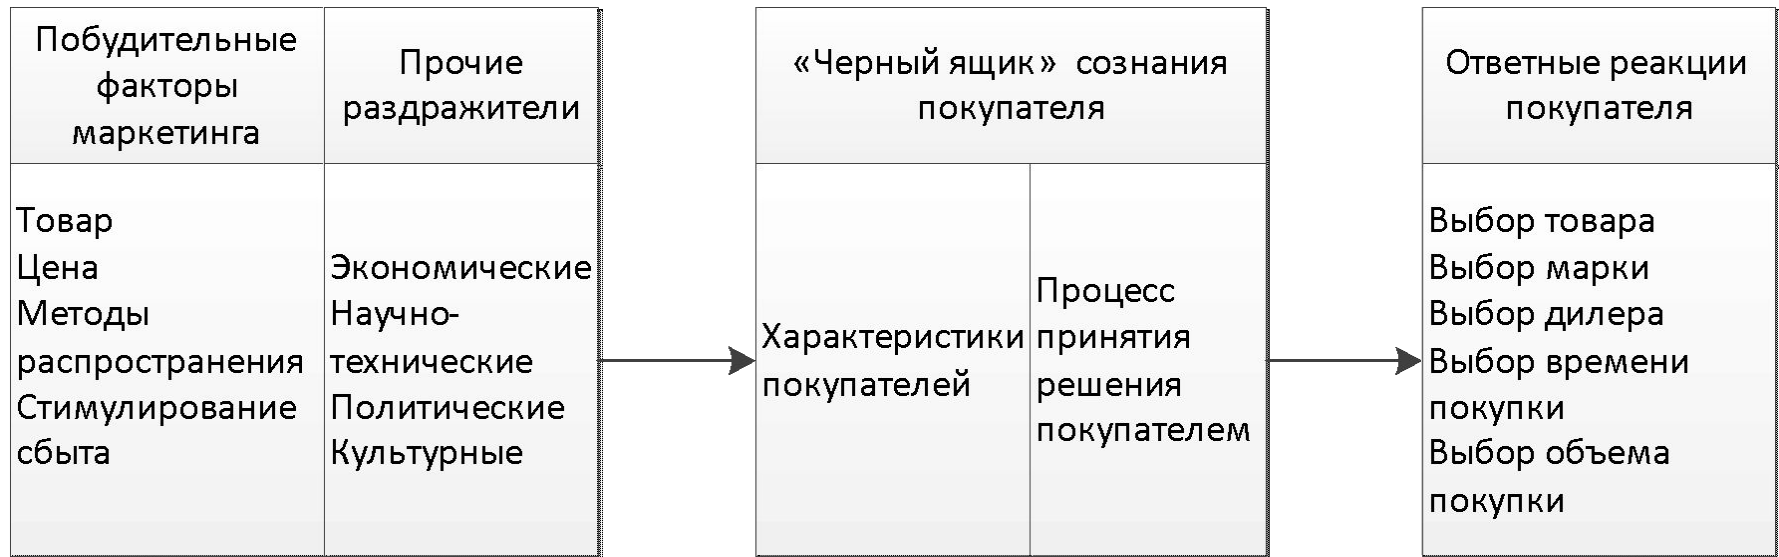 Побудительные
факторы
маркетинга
Прочие
раздражители
Товар
Цена
Методы
распространения
Стимулирование
сбыта
Экономические
Научно-
технические
Политические
Культурные
«Черный ящик» сознания
покупателя
Характеристики
покупателей
Процесс
принятия
решения
покупателем
Ответные реакции
покупателя
Выбор товара
Выбор марки
Выбор дилера
Выбор времени
покупки
Выбор объема
покупки